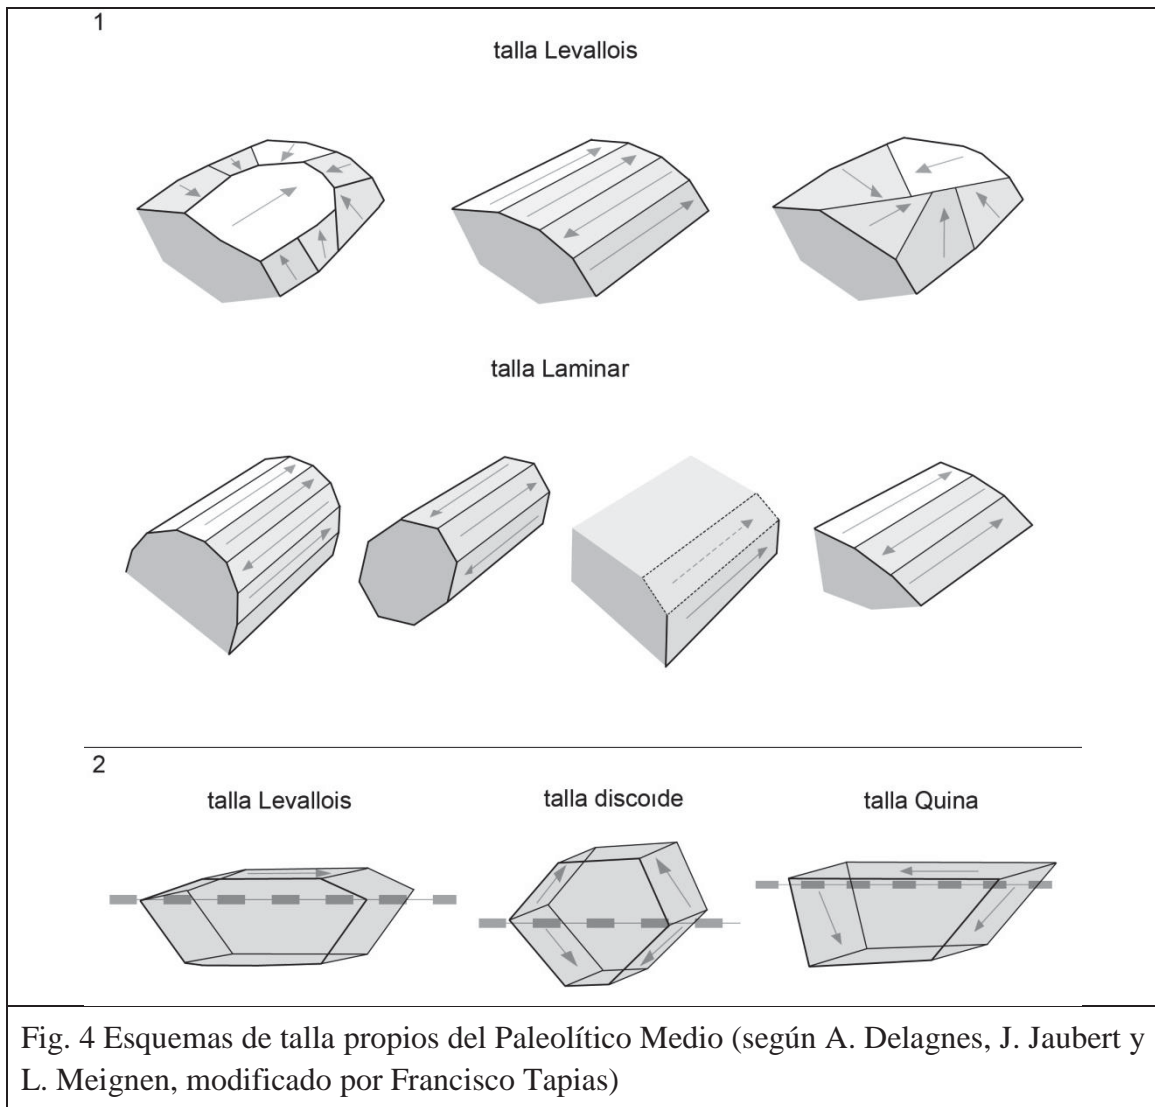 1
talla Levallois
talla Laminar
2
talla Levallois
talla discoıde
talla Quina
Fig. 4 Esquemas de talla propios del Paleolítico Medio (según A. Delagnes, J. Jaubert y
L. Meignen, modificado por Francisco Tapias)